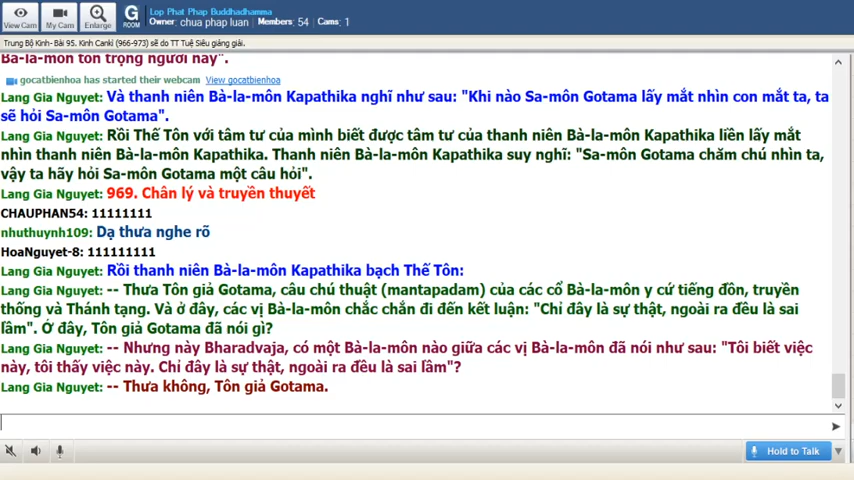 View Cam
My Cam
Enlarge
G
ROOM
Lop Phat Phap Buddhadhamma
Owner: chua phap luan Members: 54 Cams: 1
Trung Bộ Kinh- Bài 95. Kinh Canki (966-973) sẽ do TT Tuệ Siêu giảng giải.
Bà-la-môn tôn trọng người này".
gocatbienhoa has started their webcam View gocatbienhoa
Lang Gia Nguyet: Và thanh niên Bà-la-môn Kapathika nghĩ như sau: "Khi nào Sa-môn Gotama lấy mắt nhìn con mắt ta, ta
sẽ hỏi Sa-môn Gotama".
Lang Gia Nguyet: Rồi Thế Tôn với tâm tư của mình biết được tâm tư của thanh niên Bà-la-môn Kapathika liền lấy mắt
nhìn thanh niên Bà-la-môn Kapathika. Thanh niên Bà-la-môn Kapathika suy nghĩ: "Sa-môn Gotama chăm chú nhìn ta,
vậy ta hãy hỏi Sa-môn Gotama một câu hỏi".
Lang Gia Nguyet: 969. Chân lý và truyền thuyết
CHAUPHAN54: 11111111
nhuthuynh109: Dạ thưa nghe rõ
HoaNguyet-8: 111111111
Lang Gia Nguyet: Rồi thanh niên Bà-la-môn Kapathika bạch Thế Tôn:
Lang Gia Nguyet: -- Thưa Tôn giả Gotama, câu chú thuật (mantapadam) của các cổ Bà-la-môn y cứ tiếng đồn, truyền
thống và Thánh tạng. Và ở đây, các vị Bà-la-môn chắc chắn đi đến kết luận: "Chỉ đây là sự thật, ngoài ra đều là sai
lầm". Ở đây, Tôn giả Gotama đã nói gì?
Lang Gia Nguyet: -- Nhưng này Bharadvaja, có một Bà-la-môn nào giữa các vị Bà-la-môn đã nói như sau: "Tôi biết việc
này, tôi thấy việc này. Chỉ đây là sự thật, ngoài ra đều là sai lầm"?
Lang Gia Nguyet: -- Thưa không, Tôn giả Gotama.
Hold to Talk